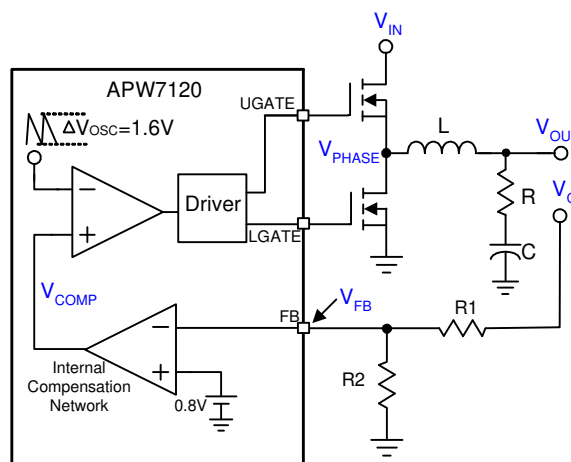 VIN
APW7120
UGATE
ΔVOSC=1.6V
L
VOU
VPHASE
VO
Driver
R
LGATE
C
VCOMP
VFB
FB
R1
Internal
Compensation
Network
0.8V
R2